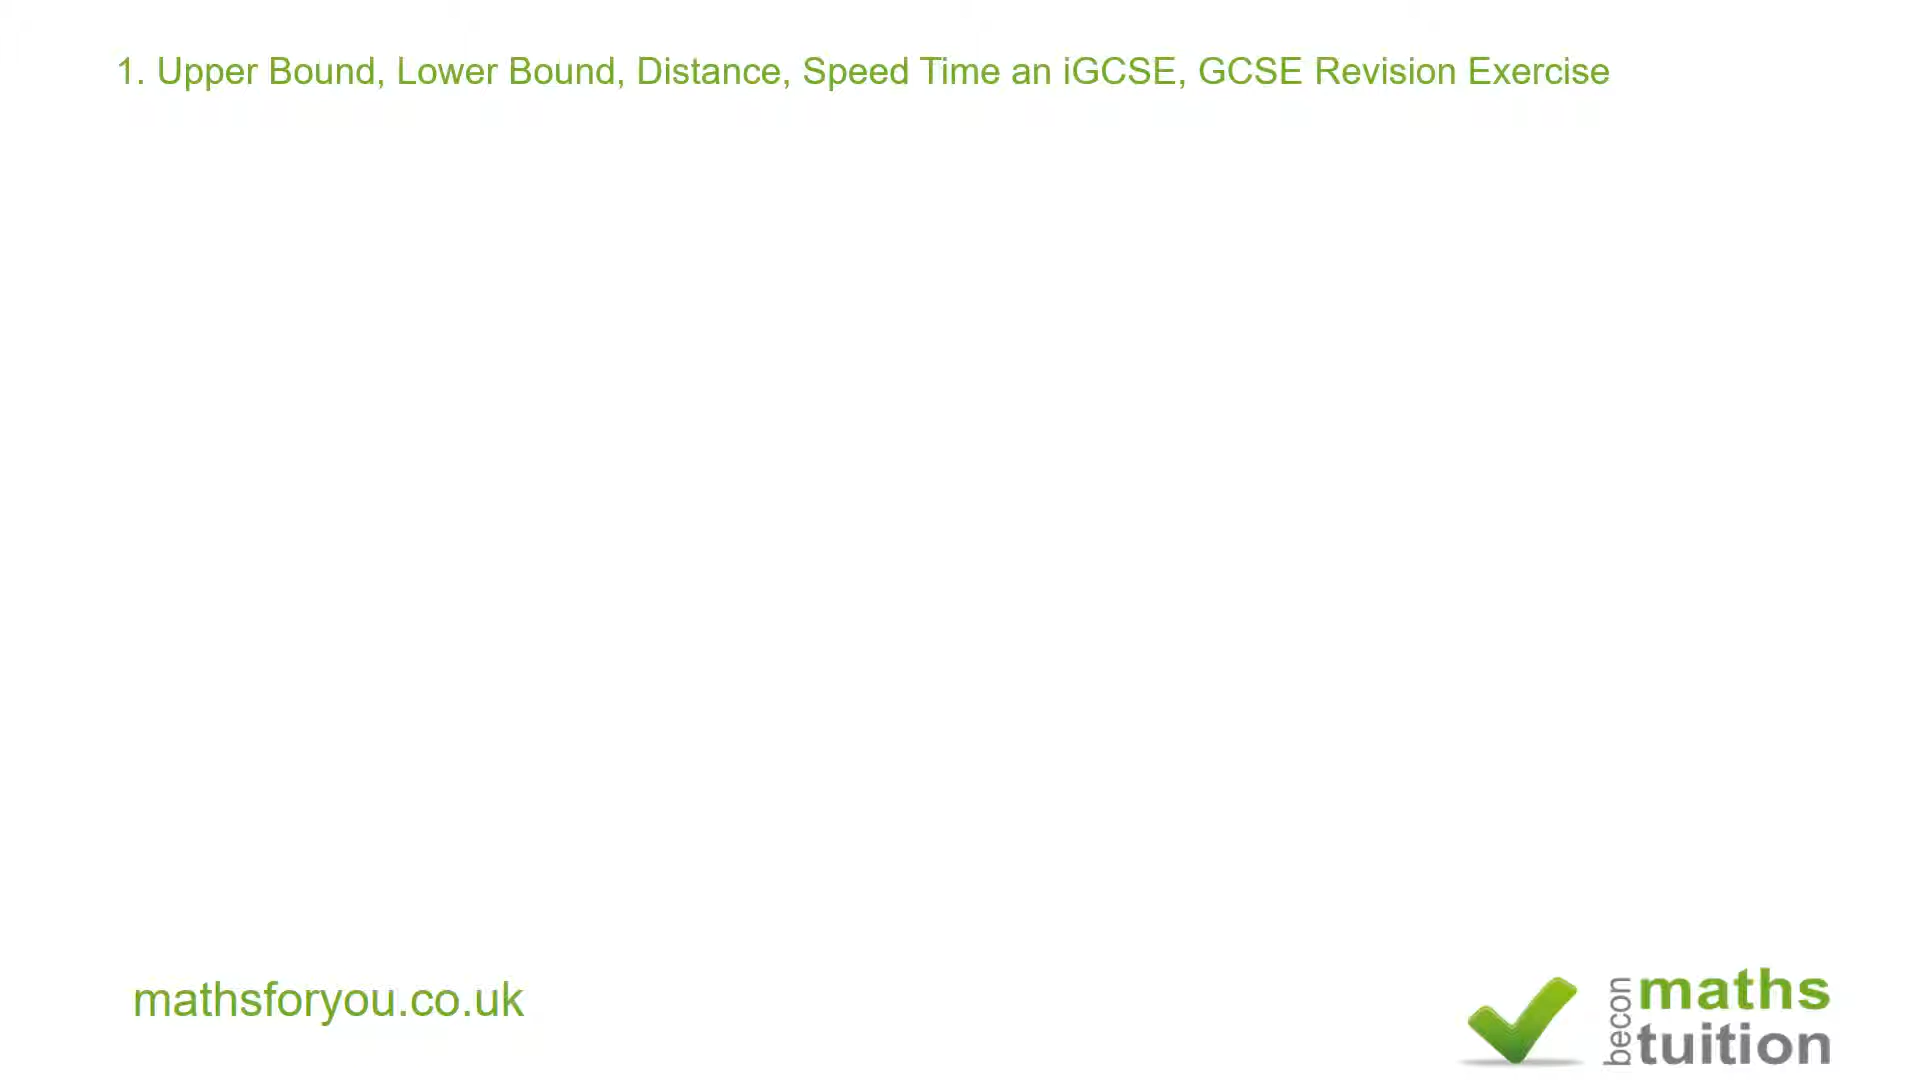 1. Upper Bound, Lower Bound, Distance, Speed Time an iGCSE, GCSE Revision Exercise
mathsforyou.co.uk
becon
maths
tuition